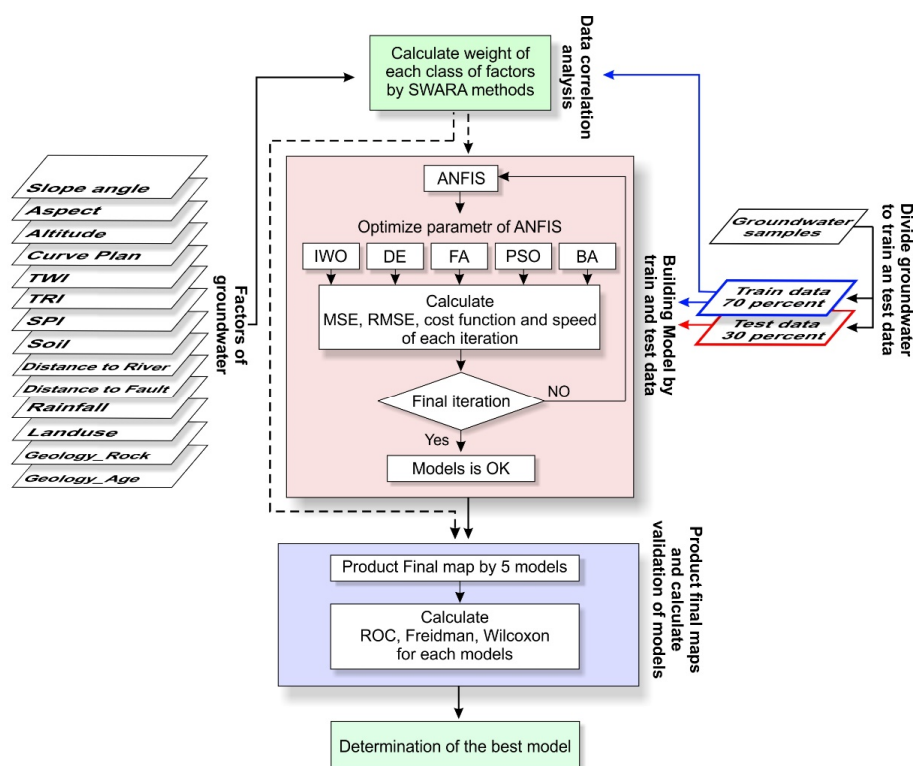 Calculate weight of
each class of factors
by SWARA methods
Data correlation
analysis
Slope angle
Aspect
Altitude
Curve Plan
TWI
TRI
SPI
Soil
Distance to River
Distance to Fault
Rainfall
Landuse
Geology_Rock
Geology_Age
Factors of
groundwater
ANFIS
Optimize parametr of ANFIS
IWO
DE
FA
PSO
BA
Calculate
MSE, RMSE, cost function and speed
of each iteration
Final iteration
NO
Yes
Models is OK
Building Model by
train and test data
Groundwater
samples
Train data
70 percent
Test data
30 percent
Divide groundwater
to train an test data
Product Final map by 5 models
Calculate
ROC, Freidman, Wilcoxon
for each models
Product final maps
and calculate
validation of models
Determination of the best model